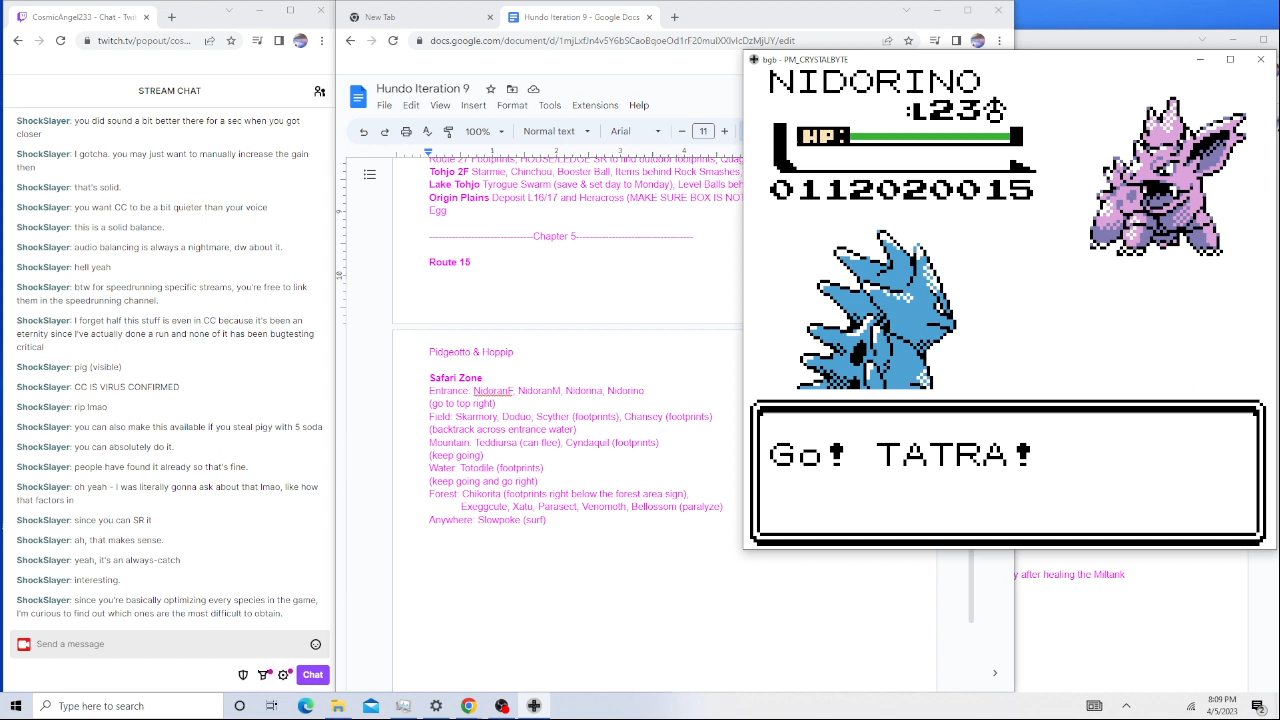 CosmicAngel233 - Chat - Twit
twitch.tv/popout/cos...
STREAM CHAT
ShockSlayer: you did sound a bit better there for a sec when you got
closer
ShockSlayer: I gotcha. you may just want to manually increase the gain
then
ShockSlayer: that's solid.
ShockSlayer: you want CC to be a bit quieter than your voice
ShockSlayer: this is a solid balance.
ShockSlayer: audio balancing is always a nightmare, dw about it.
ShockSlayer: hell yeah
ShockSlayer: btw for speedrunning specific streams, you're free to link
them in the speedrunning channel.
ShockSlayer: I forget half this stuff is even in CC because it's been an
eternity since I've actually done a run and none of it has been bugtesting
critical
ShockSlayer: pig (visible)
ShockSlayer: CC IS VIRUS CONFIRMED
ShockSlayer: rip lmao
ShockSlayer: you can also make this available if you steal pigy with 5 soda
ShockSlayer: you can absolutely do it.
ShockSlayer: people have found it already so that's fine.
ShockSlayer: oh yeah - I was literally gonna ask about that lmao, like how
that factors in
ShockSlayer: since you can SR it
ShockSlayer: ah, that makes sense.
ShockSlayer: yeah, it's an always-catch
ShockSlayer: interesting.
ShockSlayer: since you're basically optimizing every species in the game,
I'm curious to find out which ones are the most difficult to obtain.
Send a message
Chat
New Tab
Hundo Iteration 9 - Google Docs
docs.google.com/document/d/1mjLxfJn4v5Y6bSCaoBqoeOd1rF20mulXXlvIcDzMjUY/edit
Hundo Iteration 9
File Edit View Insert Format Tools Extensions Help
100% Normal text Arial 11
1 2 3 4
9
10
Tohjo 2F Starmie, Chinchou, Booster Ball, Items behind Rock Smashes,
Lake Tohjo Tyrogue Swarm (save & set day to Monday), Level Balls beh
Origin Plains Deposit L16/17 and Heracross (MAKE SURE BOX IS NOT
Egg
------------------------------Chapter 5----------------------------------
Route 15
Pidgeotto & Hoppip
Safari Zone
Entrance: NidoranF, NidoranM, Nidorina, Nidorino
(go to top right)
Field: Skarmory, Doduo, Scyther (footprints), Chansey (footprints)
(backtrack across entrance water)
Mountain: Teddiursa (can flee), Cyndaquil (footprints)
(keep going)
Water: Totodile (footprints)
(keep going and go right)
Forest: Chikorita (footprints right below the forest area sign),
Exeggcute, Xatu, Parasect, Venomoth, Bellossom (paralyze)
Anywhere: Slowpoke (surf)
y after healing the Miltank
bgb - PM_CRYSTALBYTE
NIDORINO
:L23♂
HP:
0112020015
Go! TATRA!
Type here to search
8:09 PM
4/5/2023
2